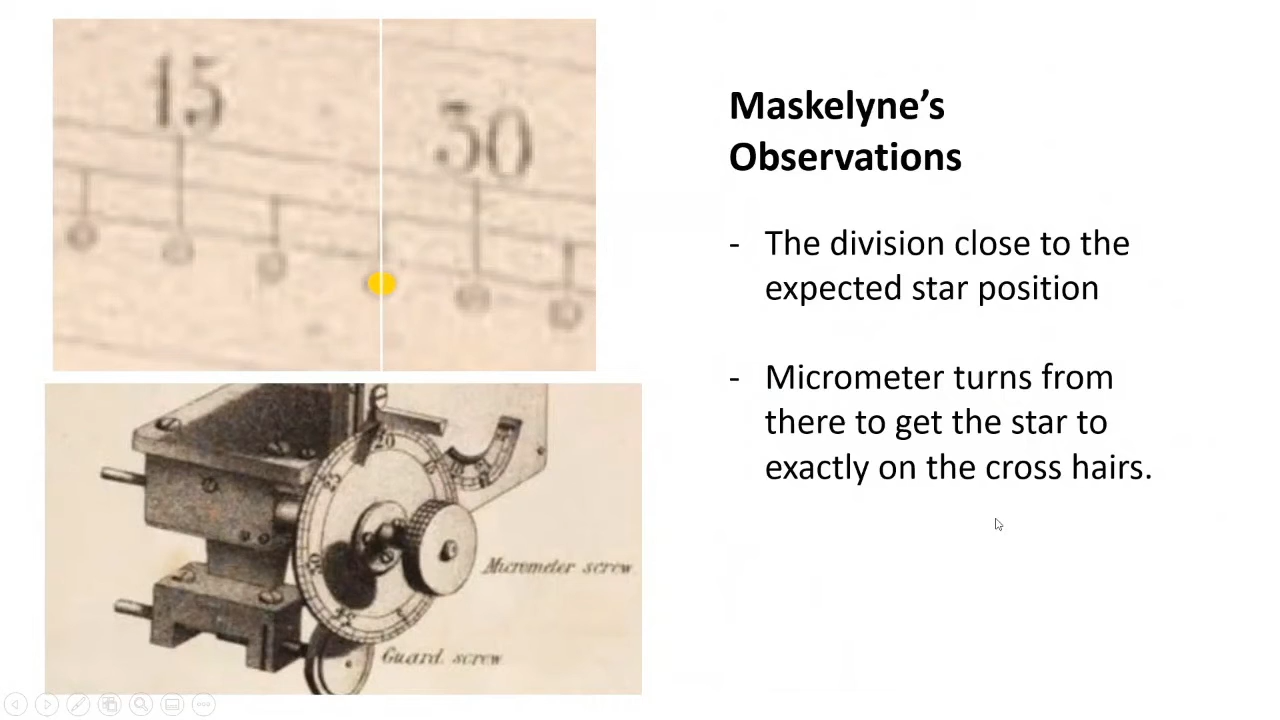 15
30
Maskelyne’s
Observations
- The division close to the
expected star position
- Micrometer turns from
there to get the star to
exactly on the cross hairs.
20
Micrometer screw
Guard screw